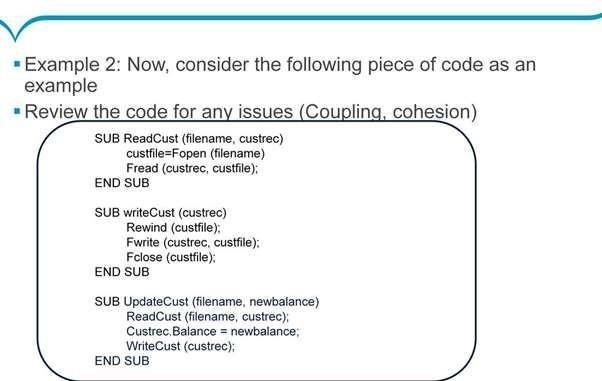 Example 2: Now, consider the following piece of code as an
example
Review the code for any issues (Coupling, cohesion)
SUB ReadCust (filename, custrec)
custfile=Fopen (filename)
Fread (custrec, custfile);
END SUB
SUB writeCust (custrec)
Rewind (custfile);
Fwrite (custrec, custfile);
Fclose (custfile);
END SUB
SUB UpdateCust (filename, newbalance)
ReadCust (filename, custrec);
Custrec.Balance = newbalance;
WriteCust (custrec);
END SUB